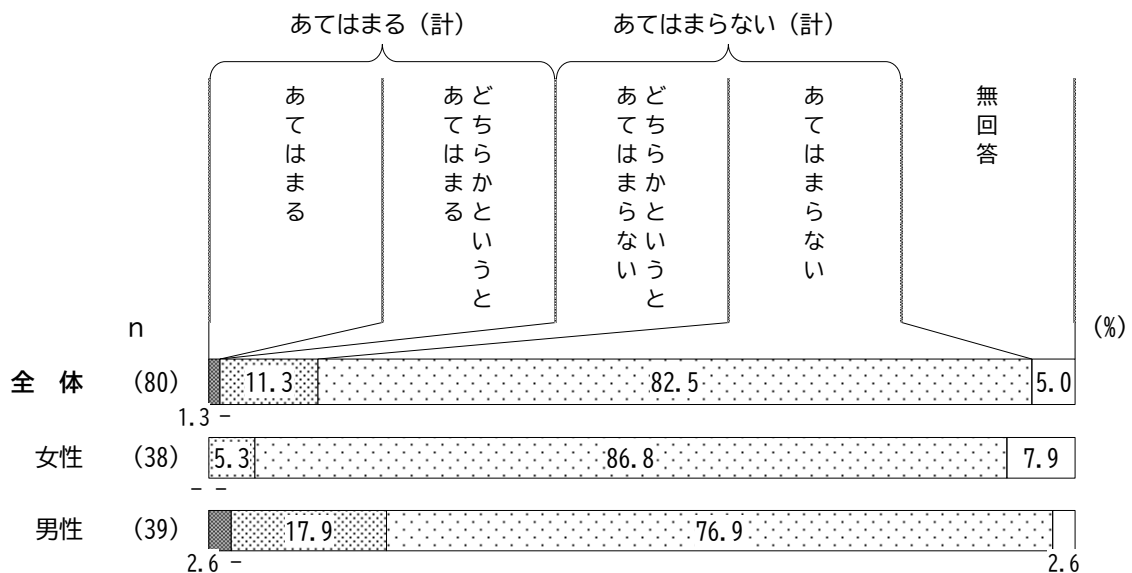 あてはまる（計）
あてはまらない（計）
あてはまる
どちらかというと
あてはまる
どちらかというと
あてはまらない
あてはまらない
無回答
n
(%)
全 体 (80) 11.3 82.5 5.0
1.3 -
女性 (38) 5.3 86.8 7.9
- -
男性 (39) 17.9 76.9
2.6 - 2.6